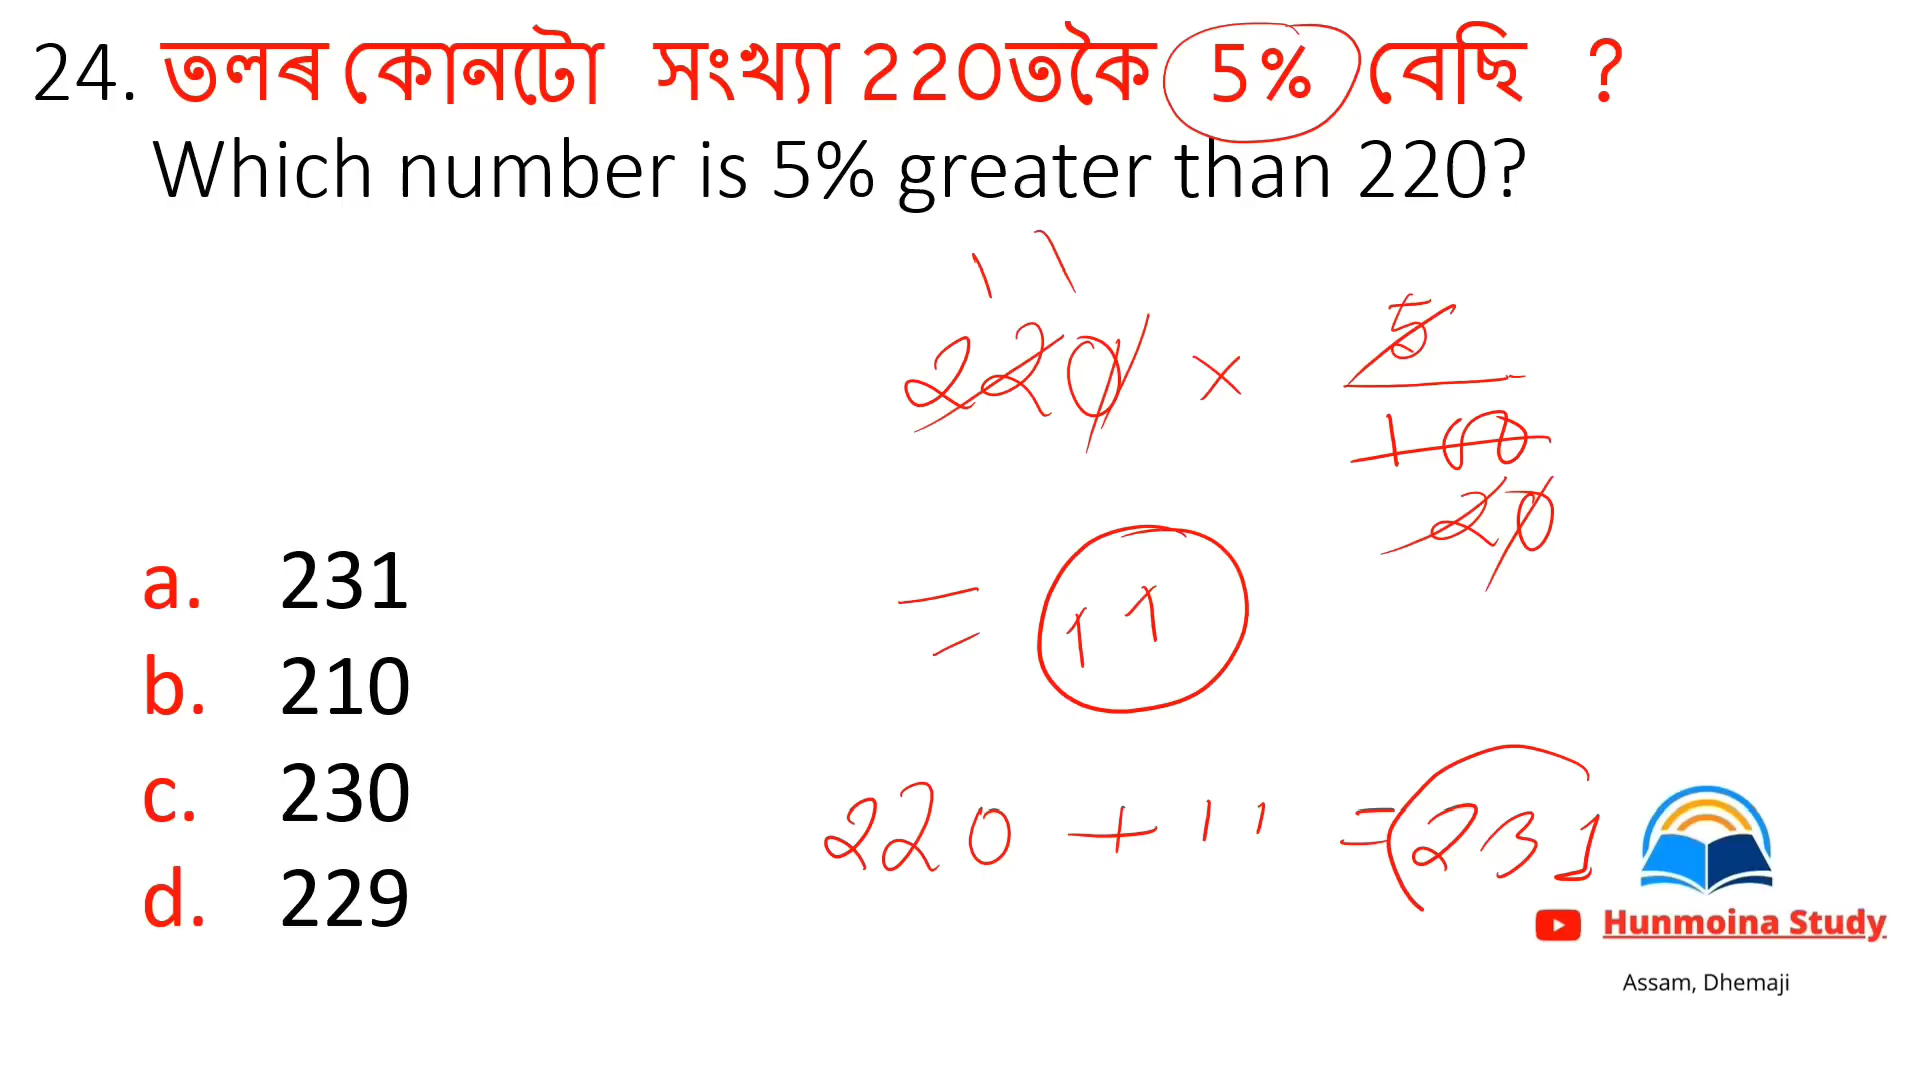 24. তলৰ কোনটো সংখ্যা 220তকৈ 5% বেছি ?
Which number is 5% greater than 220?
11
220 × 5/100
20
= 11
a. 231
b. 210
c. 230
d. 229
220 + 11 = 231
Hunmoina Study
Assam, Dhemaji